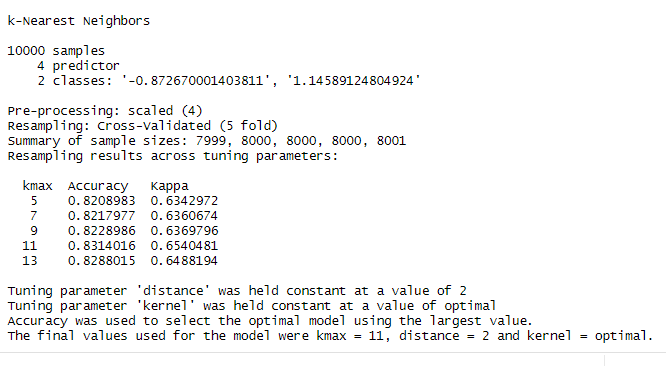 k-Nearest Neighbors
10000 samples
4 predictor
2 classes: '-0.872670001403811', '1.14589124804924'
Pre-processing: scaled (4)
Resampling: Cross-Validated (5 fold)
Summary of sample sizes: 7999, 8000, 8000, 8000, 8001
Resampling results across tuning parameters:
kmax Accuracy Kappa
5 0.8208983 0.6342972
7 0.8217977 0.6360674
9 0.8228986 0.6369796
11 0.8314016 0.6540481
13 0.8288015 0.6488194
Tuning parameter 'distance' was held constant at a value of 2
Tuning parameter 'kernel' was held constant at a value of optimal
Accuracy was used to select the optimal model using the largest value.
The final values used for the model were kmax = 11, distance = 2 and kernel = optimal.